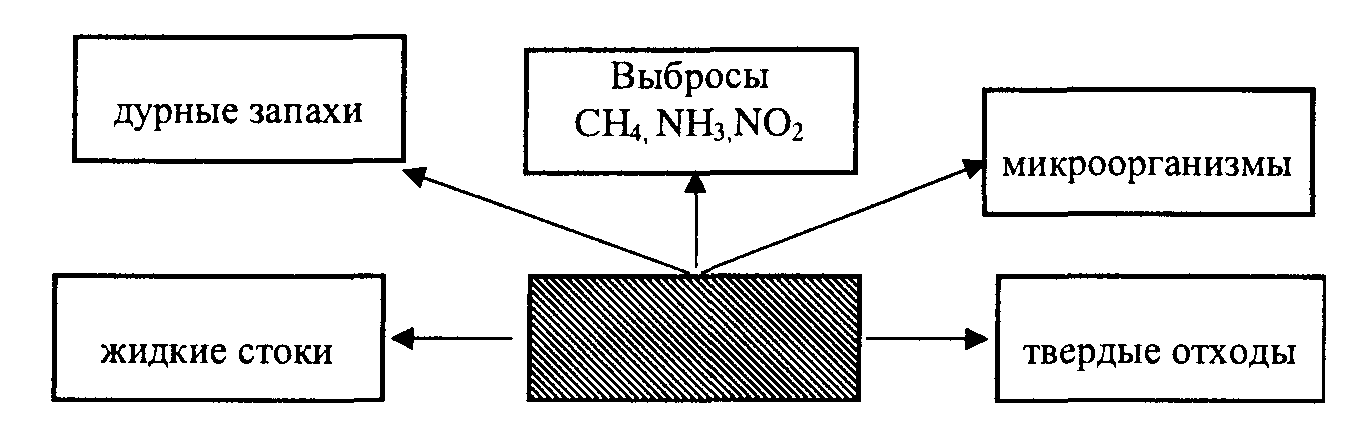 дурные запахи
Выбросы
CH₄, NH₃,NO₂
микроорганизмы
жидкие стоки
твердые отходы